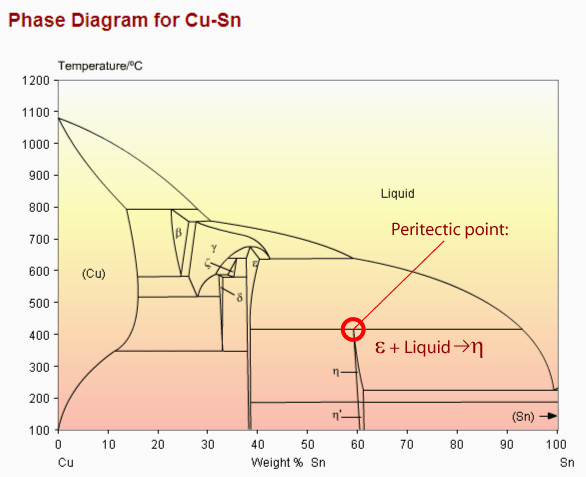 Phase Diagram for Cu-Sn
Temperature/ºC
1200
1100
1000
900
800
700
600
500
400
300
200
100
Liquid
Peritectic point:
β
γ
ζ
ε
(Cu)
δ
ε + Liquid →η
η
η'
(Sn)
0 10 20 30 40 50 60 70 80 90 100
Cu Weight % Sn Sn